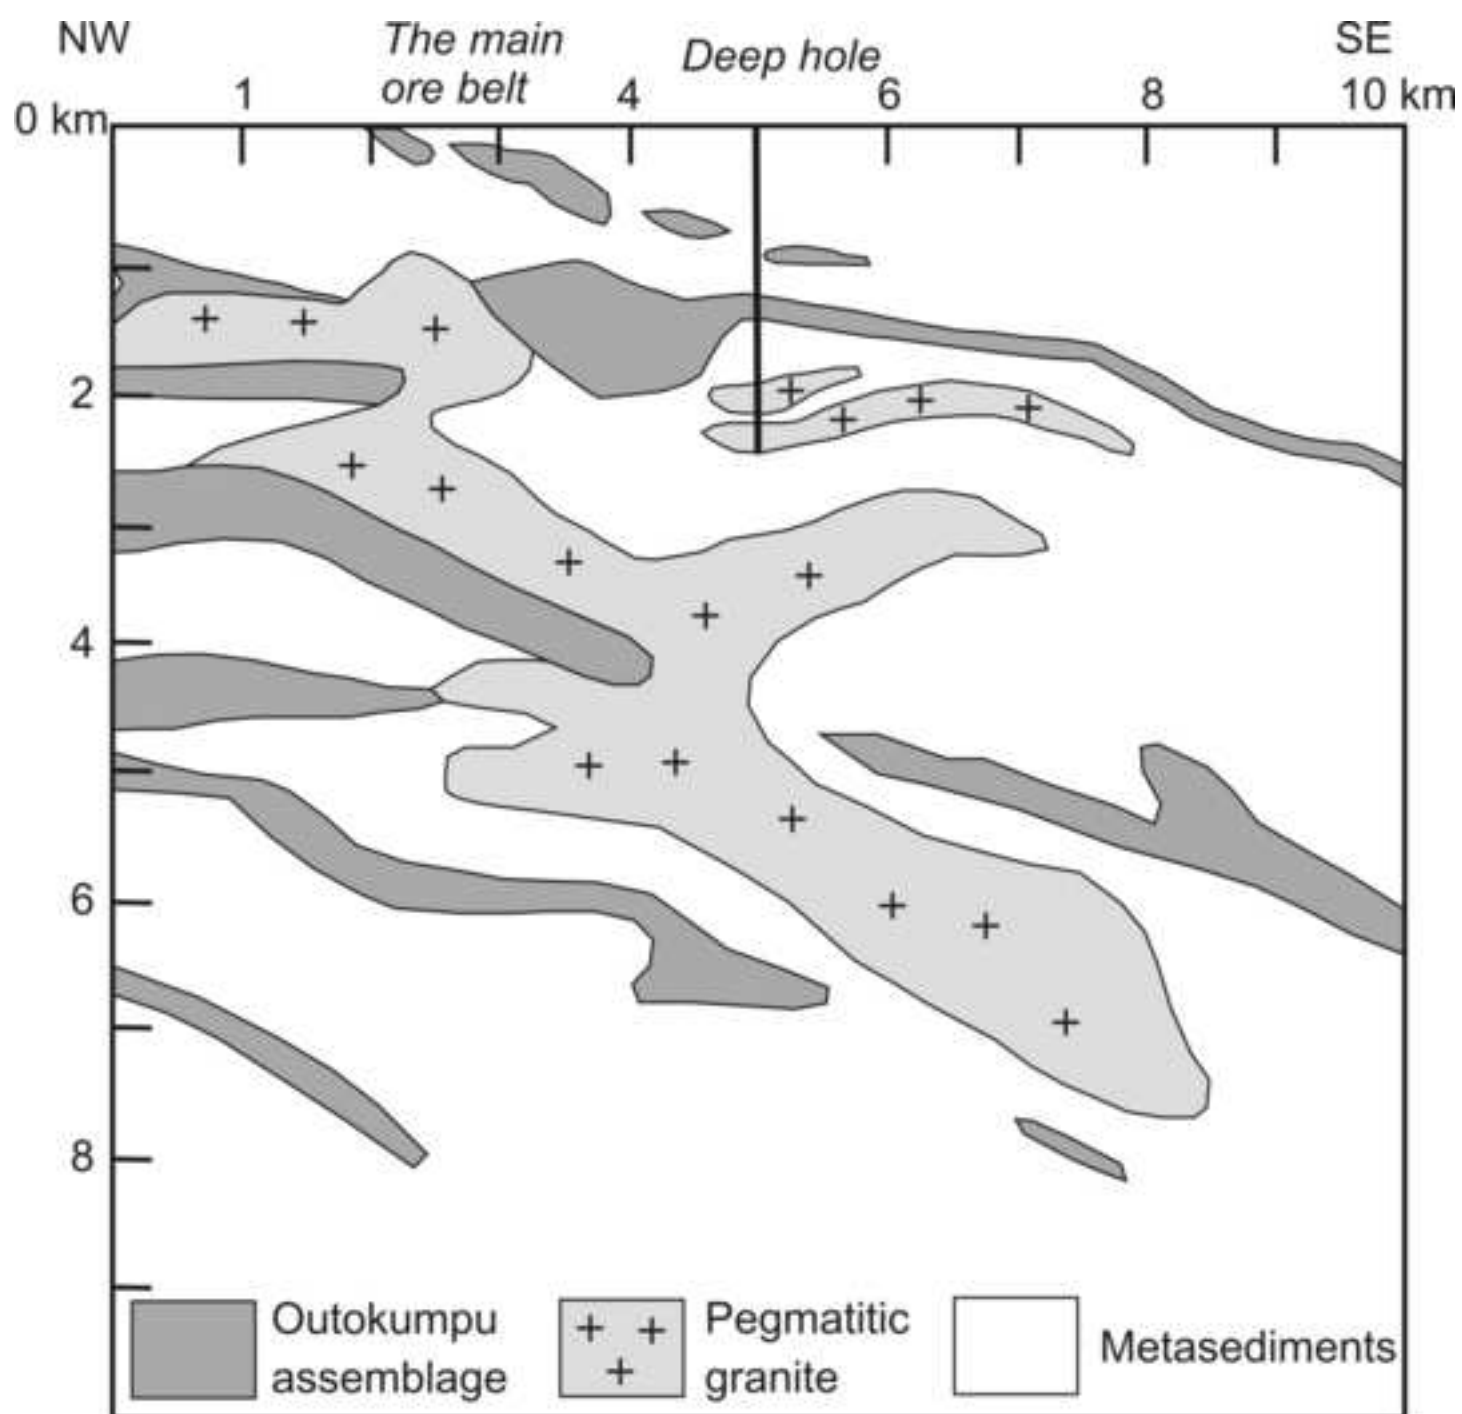 NW
The main
ore belt
Deep hole
SE
0 km
1
4
6
8
10 km
2
4
6
8
Outokumpu
assemblage
Pegmatitic
granite
Metasediments